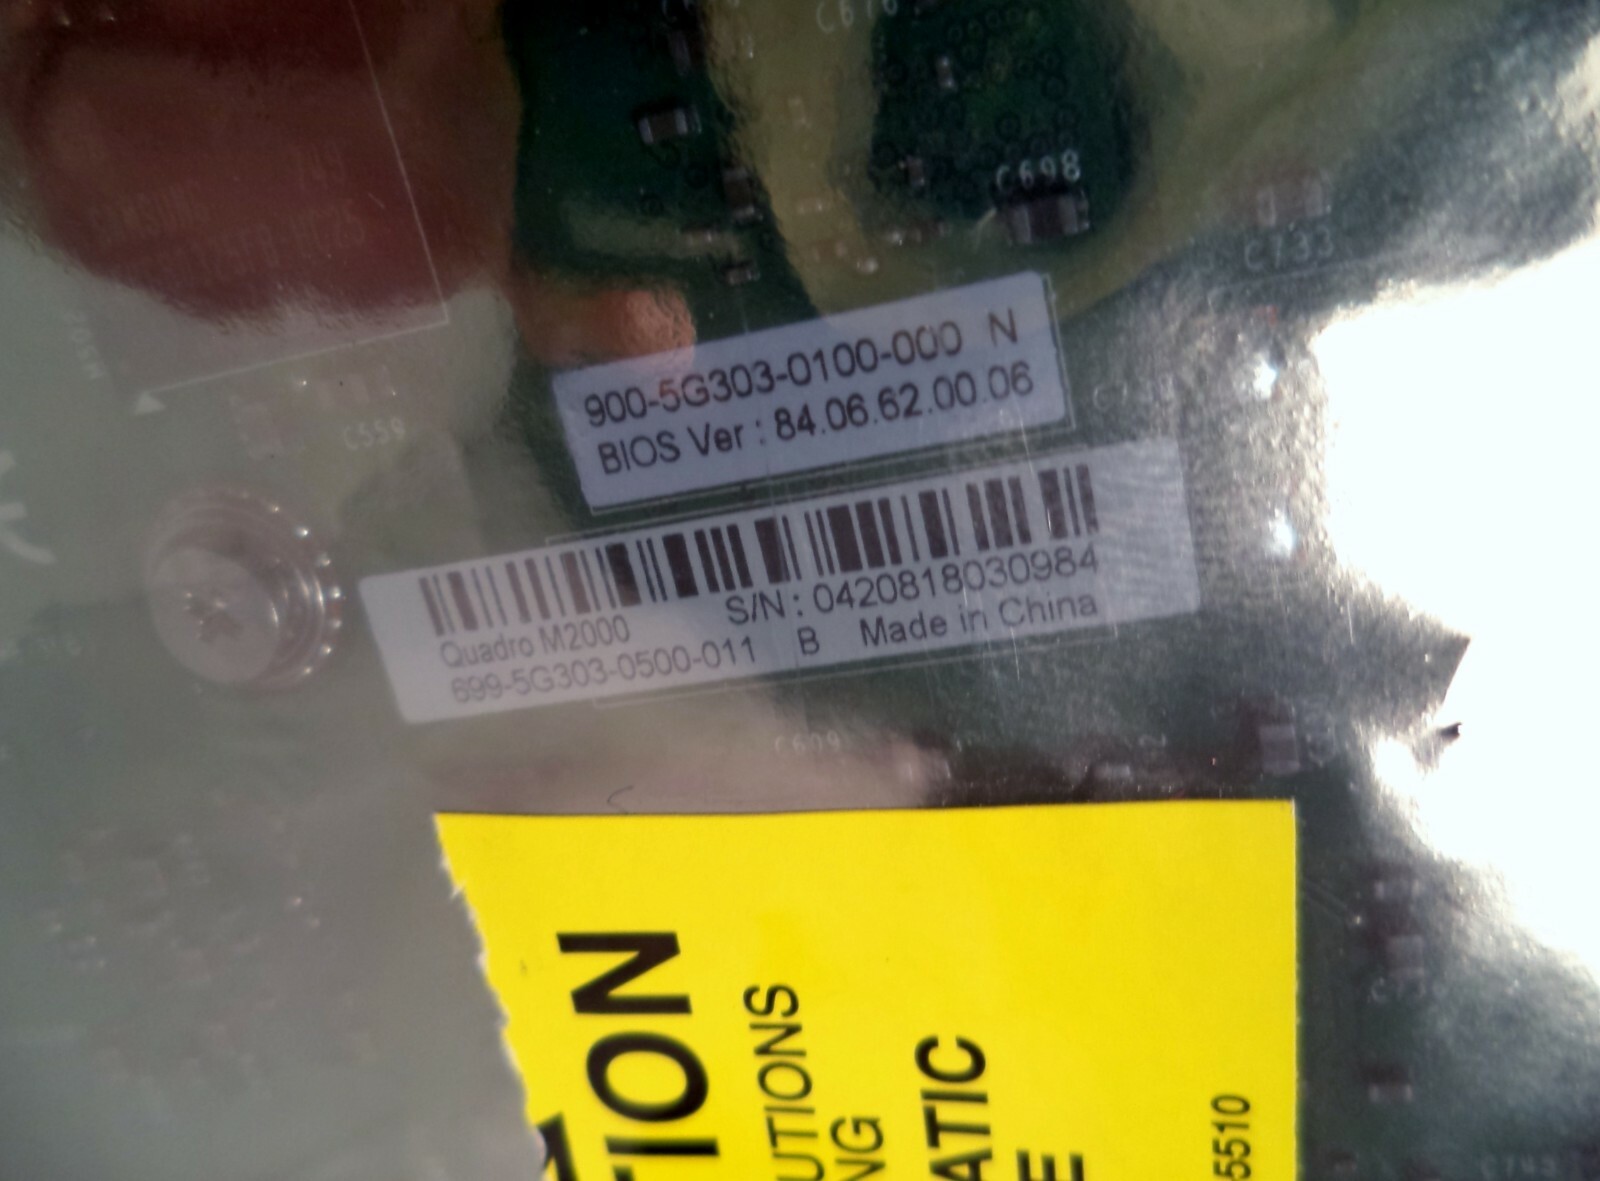 C698
C733
900-5G303-0100-000 N
BIOS Ver : 84.06.62.00.06
C559
S/N : 0420818030984
Quadro M2000
699-5G303-0500-011 B Made in China
C699
TION
UTIONS
NG
ATIC
E
5510